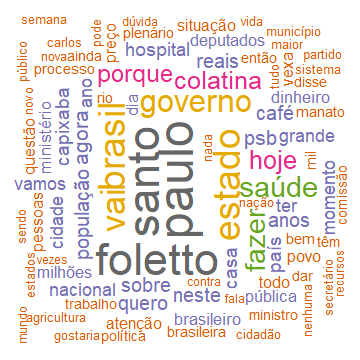 semana
dúvida
vida
carlos
novaainda
pode
plenário
situação
município
preço
deputados
maior
partido
público
processo
hospital
reais
então
tudo
sistema
vexa
disse
porque
colatina
dinheiro
novo
rio
governo
café
manato
ministério
capixaba
ano
dia
psb
grande
questão
agora
brasil
vai
santo
paulo
estado
nada
hoje
mil
vamos
população
saúde
nação
momento
comissão
sendo
pessoas
cidade
fazer
país
ter
anos
foletto
casa
bem
têm
estados
vezes
milhões
povo
nacional
sobre
contra
todo
dar
trabalho
quero
neste
fala
pública
nenhuma
secretário
recursos
mundo
agricultura
atenção
brasileiro
ministro
gostaria
política
brasileira
cidadão